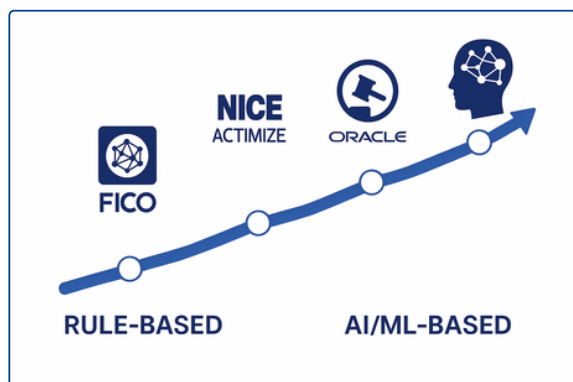 NICE
ACTIMIZE
ORACLE
FICO
RULE-BASED
AI/ML-BASED